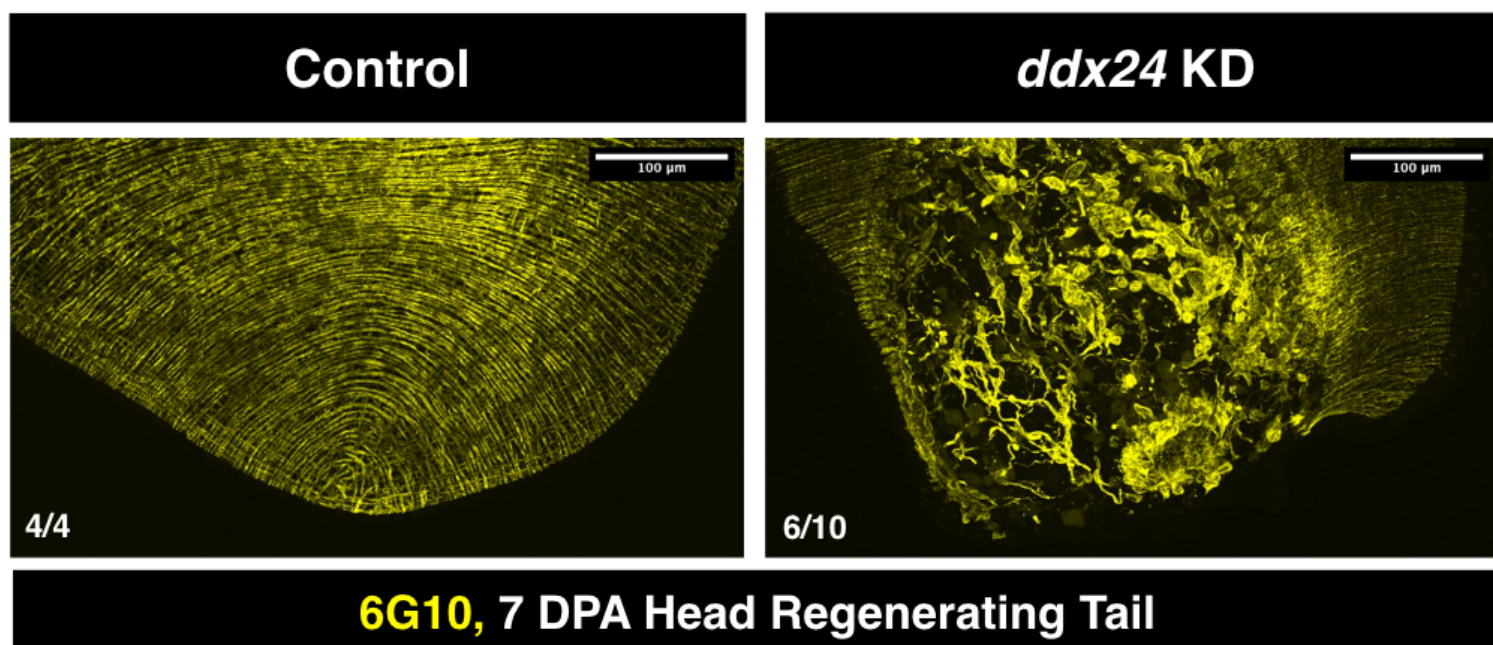 Control
ddx24 KD
100 µm
100 µm
4/4
6/10
6G10, 7 DPA Head Regenerating Tail